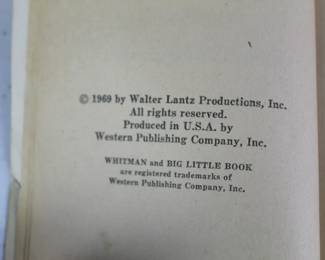 © 1969 by Walter Lantz Productions, Inc.
All rights reserved.
Produced in U.S.A. by
Western Publishing Company, Inc.
WHITMAN and BIG LITTLE BOOK
are registered trademarks of
Western Publishing Company, Inc.